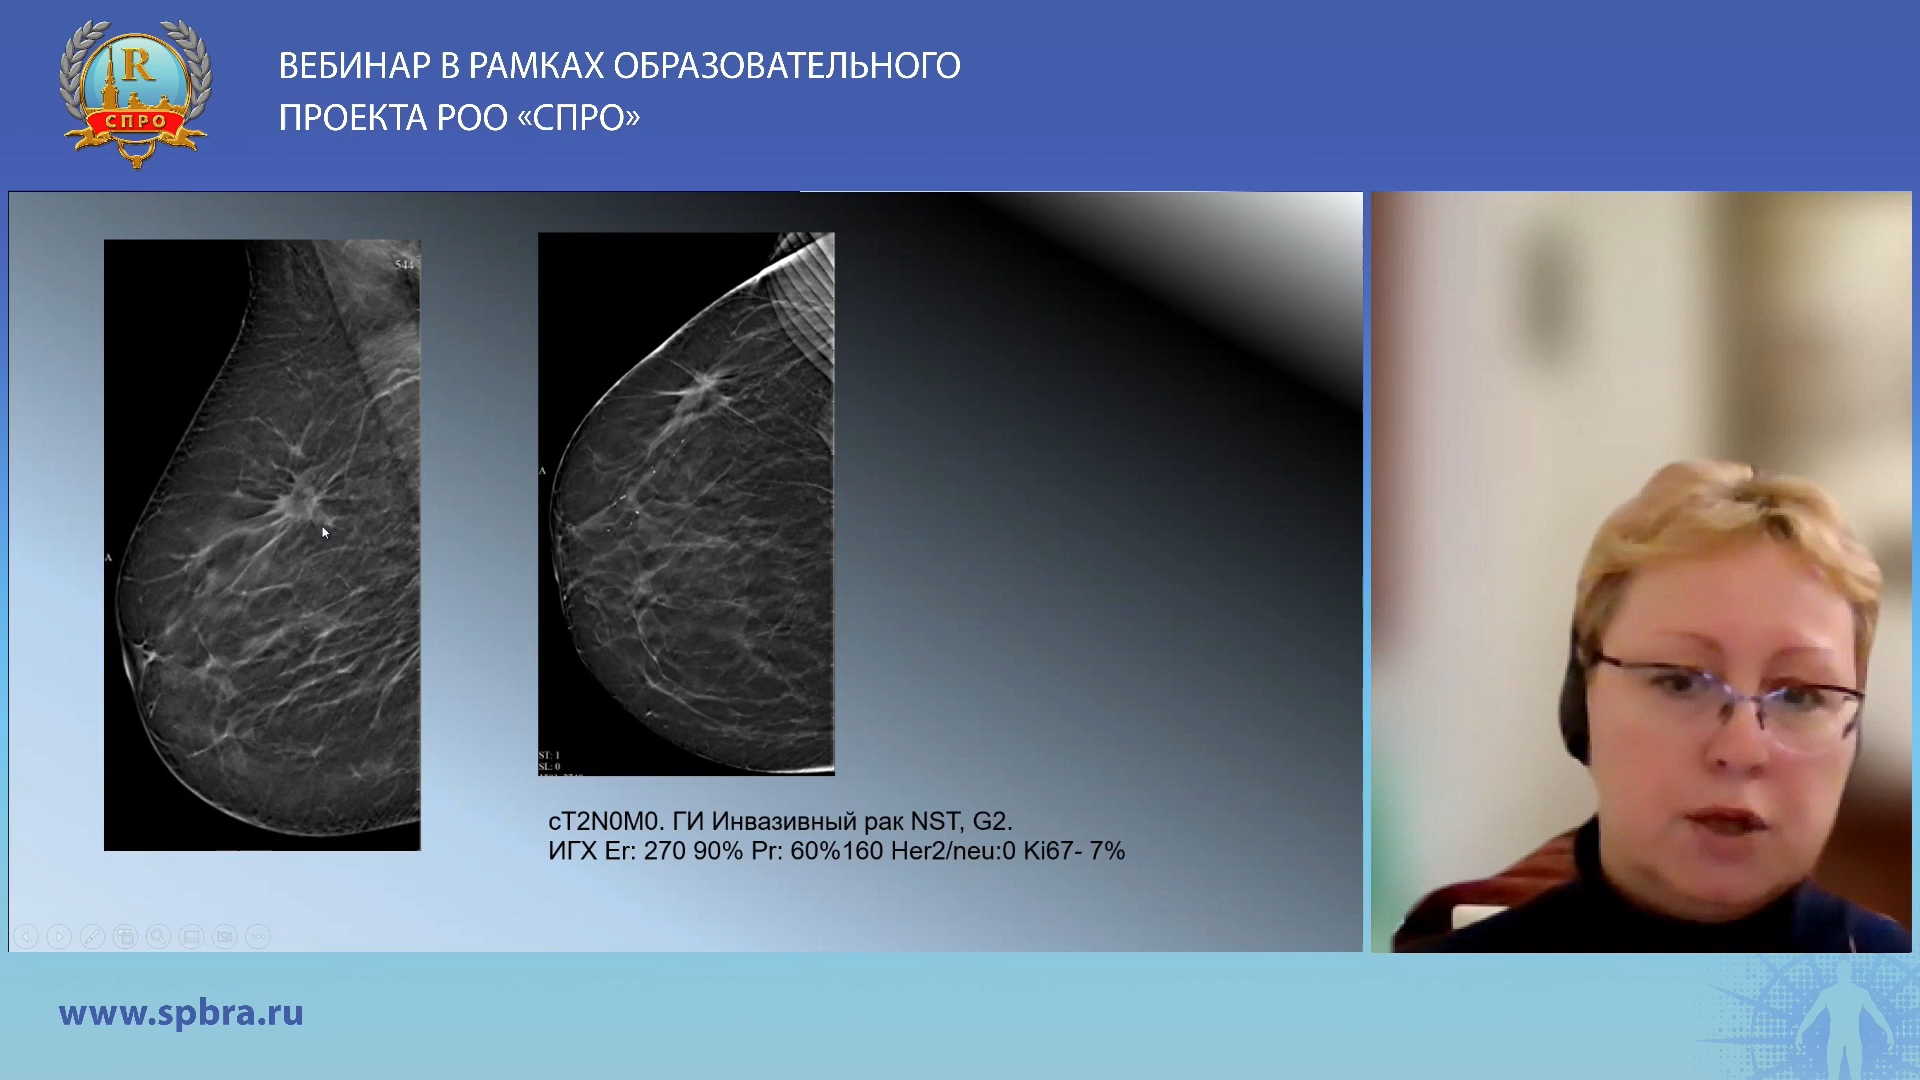 R
СПРО
ВЕБИНАР В РАМКАХ ОБРАЗОВАТЕЛЬНОГО
ПРОЕКТА РОО «СПРО»
544
A
A
ST: 1
SL: 0
cT2N0M0. ГИ Инвазивный рак NST, G2.
ИГХ Er: 270 90% Pr: 60%160 Her2/neu:0 Ki67- 7%
www.spbra.ru